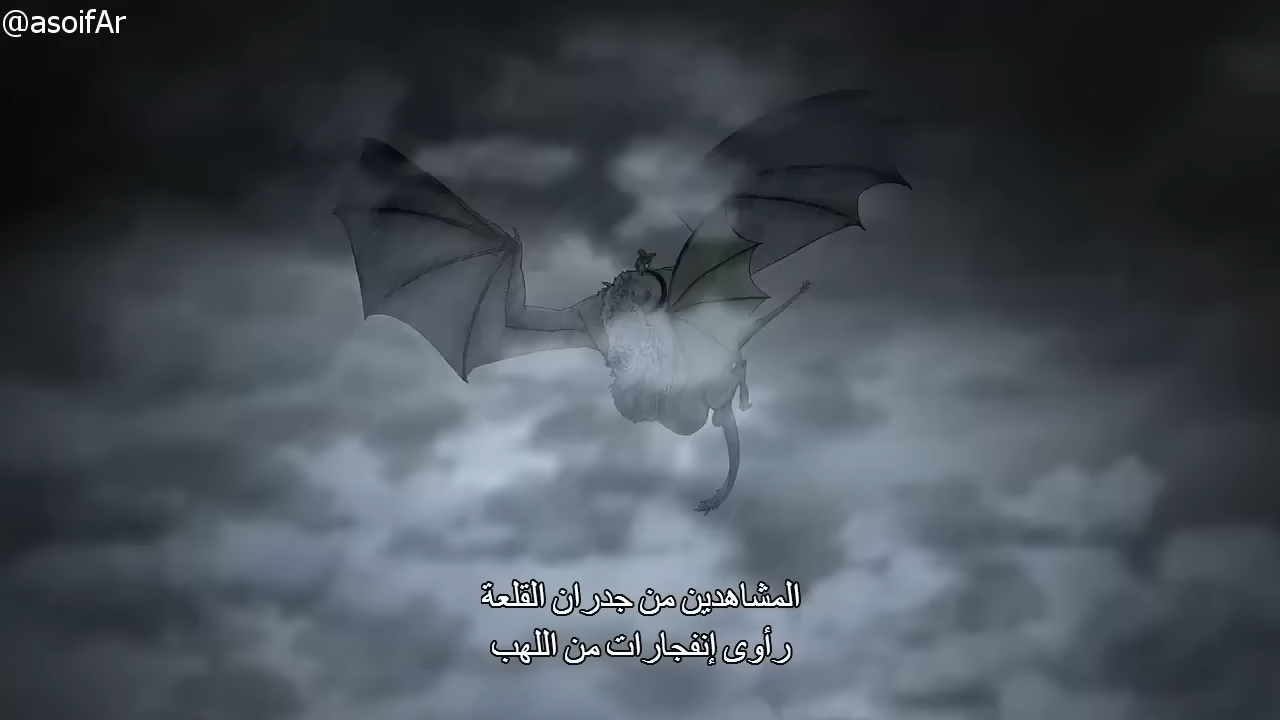 @asoifAr
المشاهدين من جدران القلعة
رأوى إنفجارات من اللهب